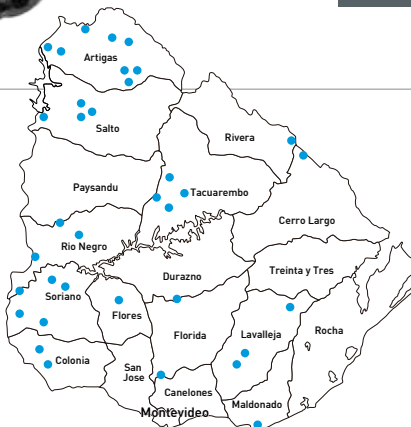 Artigas
Salto
Rivera
Paysandu
Tacuarembo
Cerro Largo
Rio Negro
Durazno
Treinta y Tres
Soriano
Flores
Florida
Lavalleja
Rocha
Colonia
San
Jose
Canelones
Maldonado
Montevideo